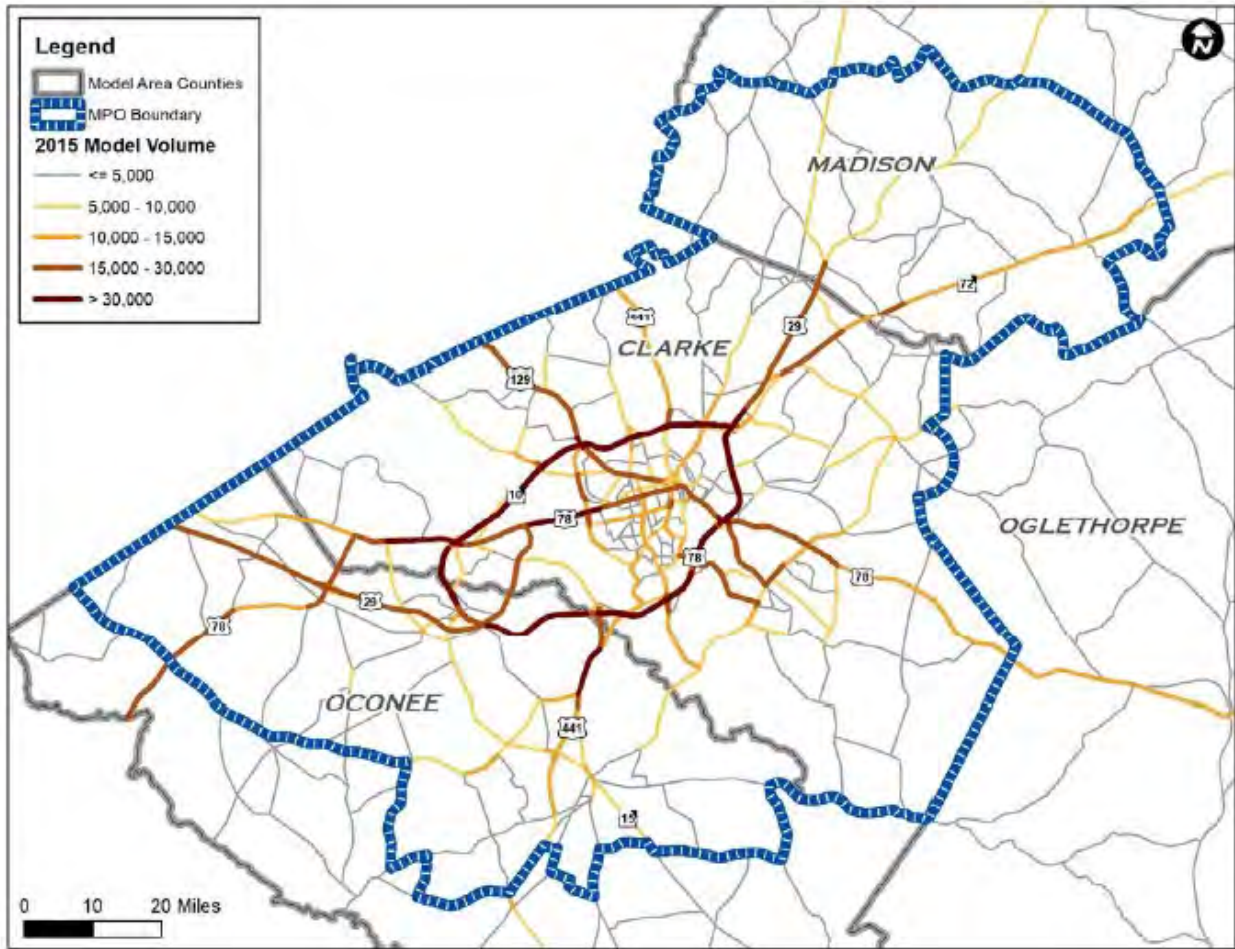 Legend
Model Area Counties
MPO Boundary
2015 Model Volume
<= 5,000
5,000 - 10,000
10,000 - 15,000
15,000 - 30,000
> 30,000
N
MADISON
72
441
29
CLARKE
129
10
78
OGLETHORPE
78
78
29
78
OCONEE
441
15
0 10 20 Miles